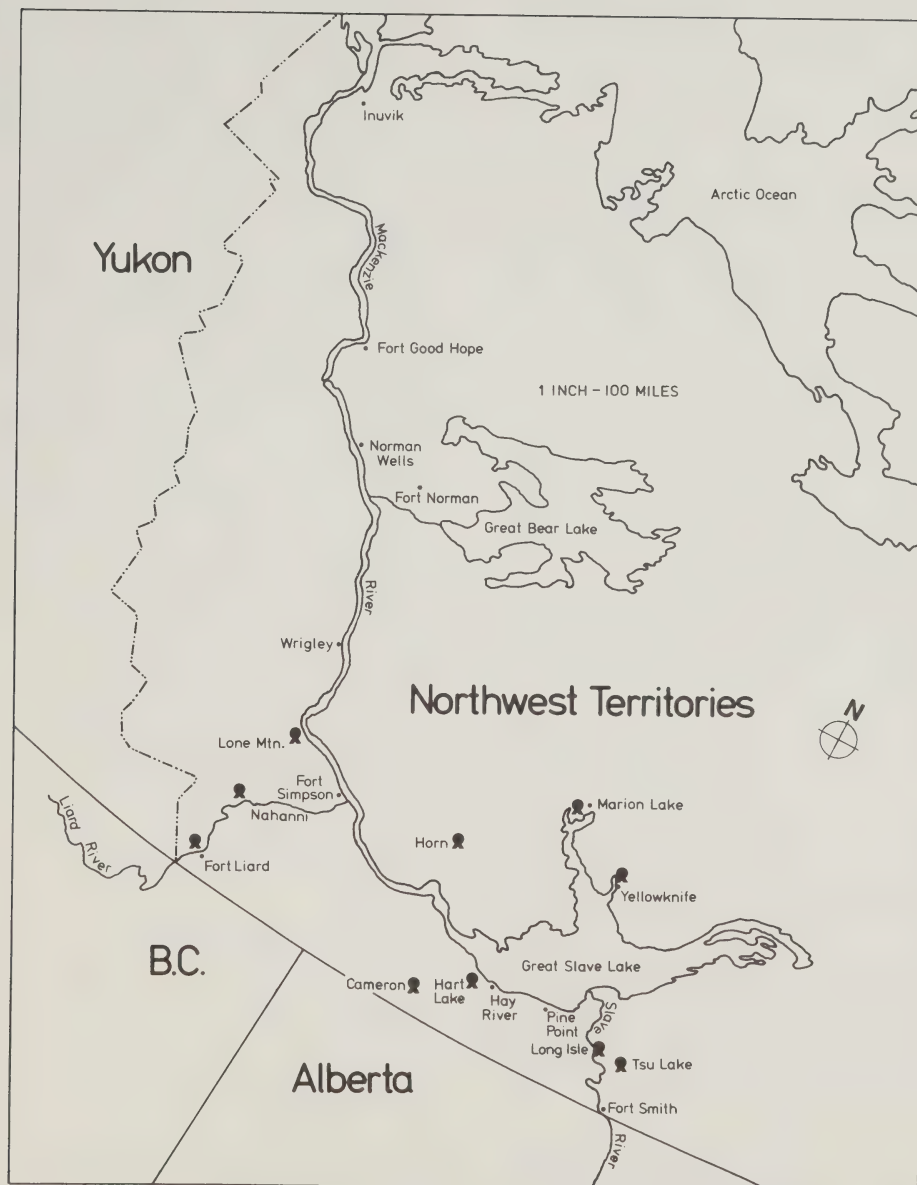 Inuvik
Arctic Ocean
Yukon
Mackenzie
Fort Good Hope
1 INCH – 100 MILES
Norman
Wells
Fort Norman
Great Bear Lake
River
Wrigley
Northwest Territories
N
Lone Mtn.
Fort
Simpson
Nahanni
Marion Lake
Liard
River
Horn
Fort Liard
Yellowknife
B.C.
Great Slave Lake
Cameron
Hart
Lake
Hay
River
Pine
Point
Slave
Long Isle
Tsu Lake
Alberta
Fort Smith
River